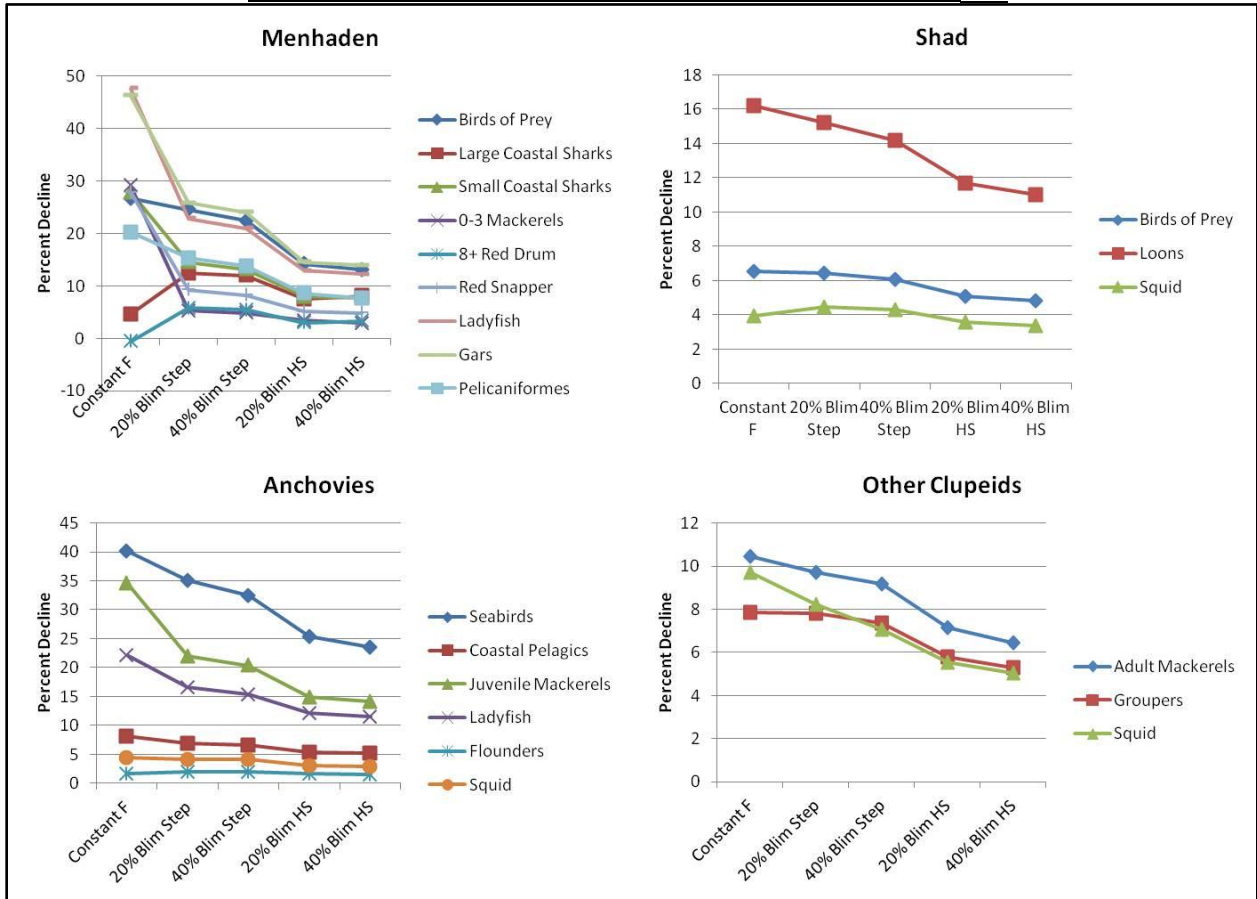 Menhaden
Percent Decline
50
40
30
20
10
0
-10
Constant F
20% Blim Step
40% Blim Step
20% Blim HS
40% Blim HS
Birds of Prey
Large Coastal Sharks
Small Coastal Sharks
0-3 Mackerels
8+ Red Drum
Red Snapper
Ladyfish
Gars
Pelicaniformes
Shad
Percent Decline
18
16
14
12
10
8
6
4
2
0
Constant 20% Blim 40% Blim 20% Blim 40% Blim
F Step Step HS HS
Birds of Prey
Loons
Squid
Anchovies
Percent Decline
45
40
35
30
25
20
15
10
5
0
Constant F
20% Blim Step
40% Blim Step
20% Blim HS
40% Blim HS
Seabirds
Coastal Pelagics
Juvenile Mackerels
Ladyfish
Flounders
Squid
Other Clupeids
Percent Decline
12
10
8
6
4
2
0
Constant F
20% Blim Step
40% Blim Step
20% Blim HS
40% Blim HS
Adult Mackerels
Groupers
Squid